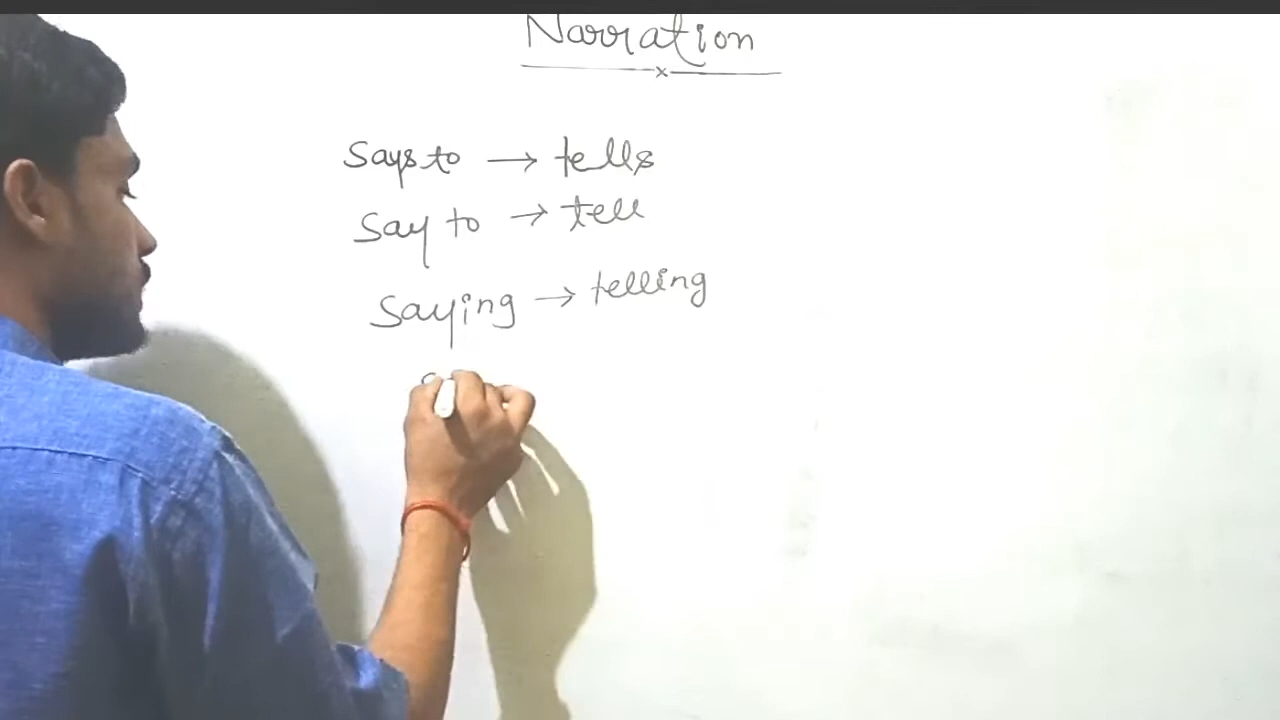 Narration
says to → tells
say to → tell
saying → telling